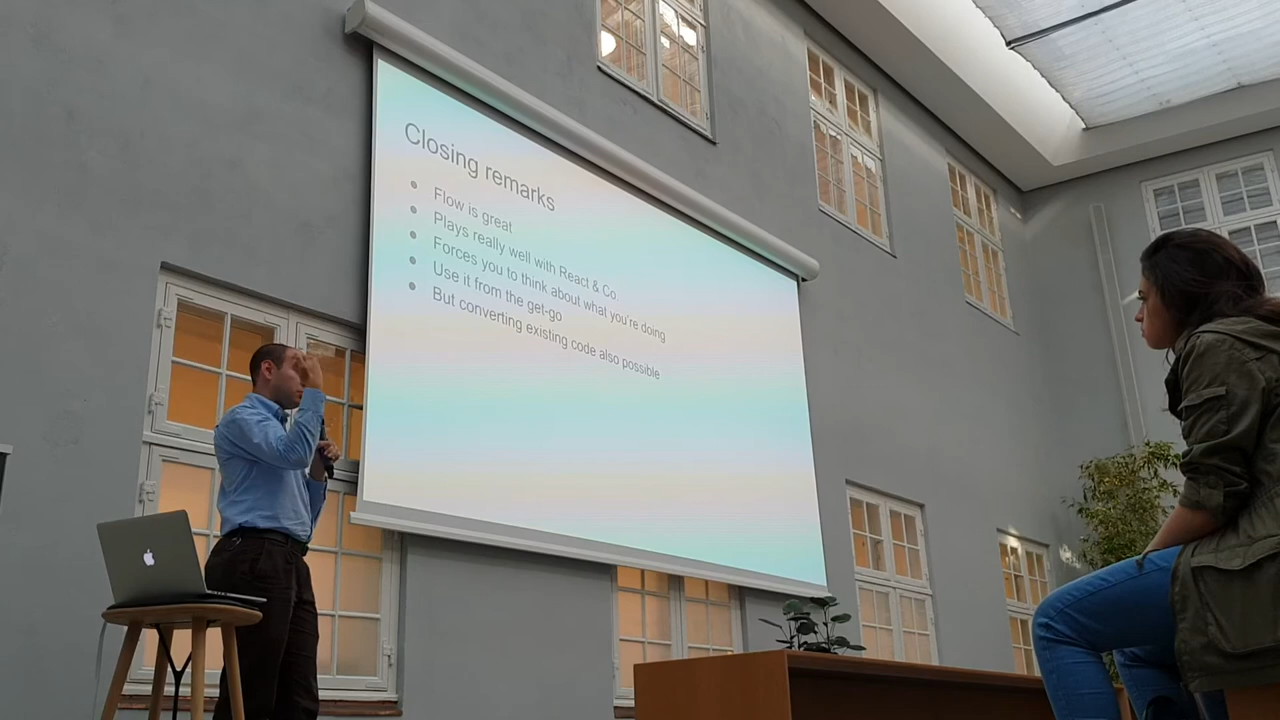 Closing remarks
Flow is great
Plays really well with React & Co.
Forces you to think about what you're doing
Use it from the get-go
But converting existing code also possible